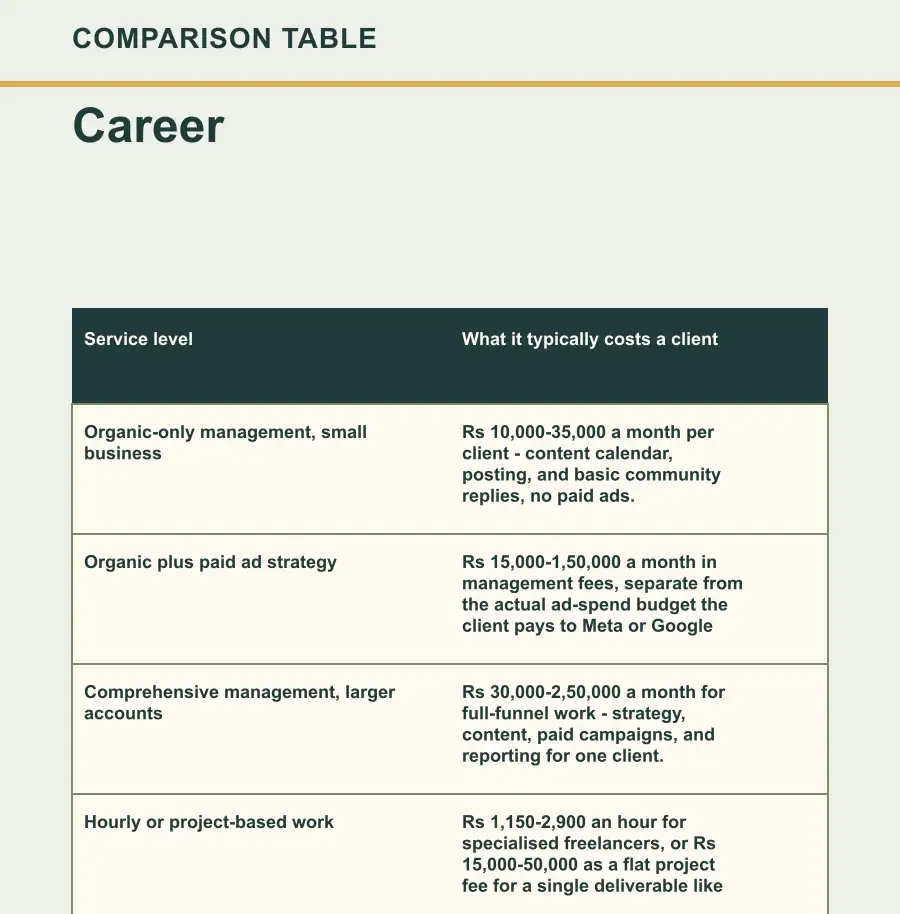 COMPARISON TABLE
Career
Service level
What it typically costs a client
Organic-only management, small
business
Rs 10,000-35,000 a month per
client - content calendar,
posting, and basic community
replies, no paid ads.
Organic plus paid ad strategy
Rs 15,000-1,50,000 a month in
management fees, separate from
the actual ad-spend budget the
client pays to Meta or Google
Comprehensive management, larger
accounts
Rs 30,000-2,50,000 a month for
full-funnel work - strategy,
content, paid campaigns, and
reporting for one client.
Hourly or project-based work
Rs 1,150-2,900 an hour for
specialised freelancers, or Rs
15,000-50,000 as a flat project
fee for a single deliverable like